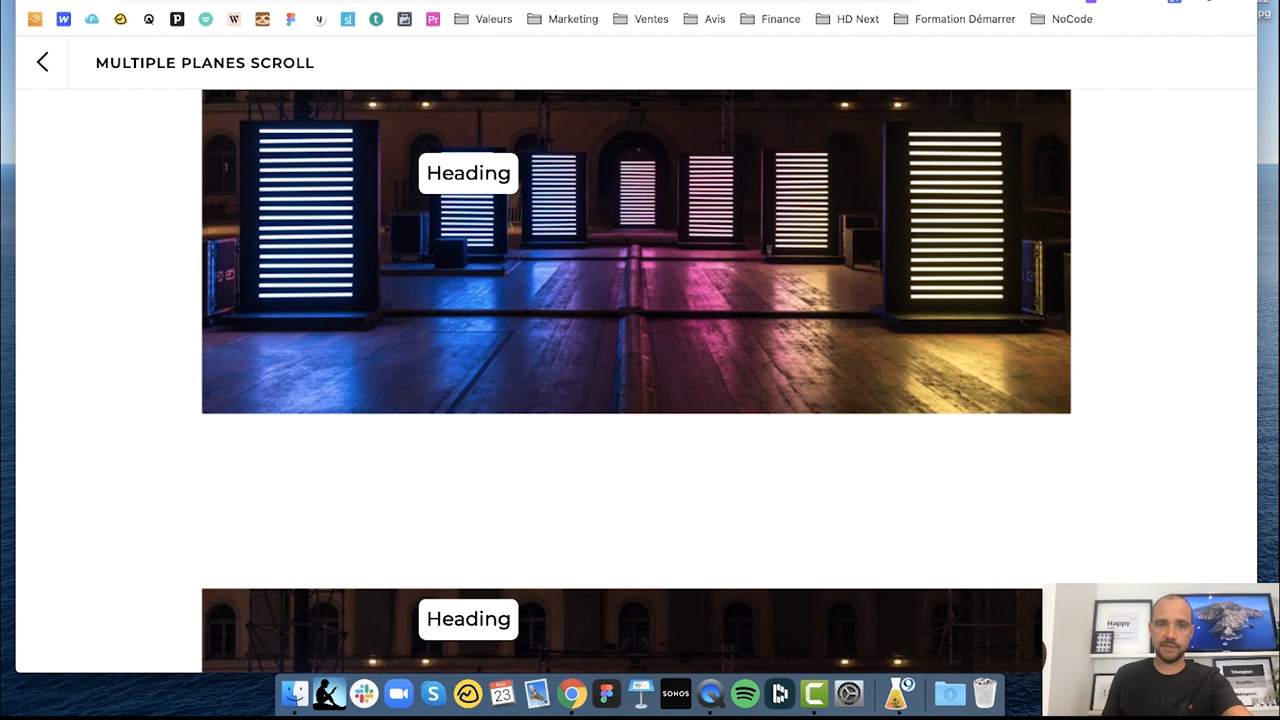 Valeurs Marketing Ventes Avis Finance HD Next Formation Démarrer NoCode
MULTIPLE PLANES SCROLL
Heading
Heading
Happy
SONOS
23